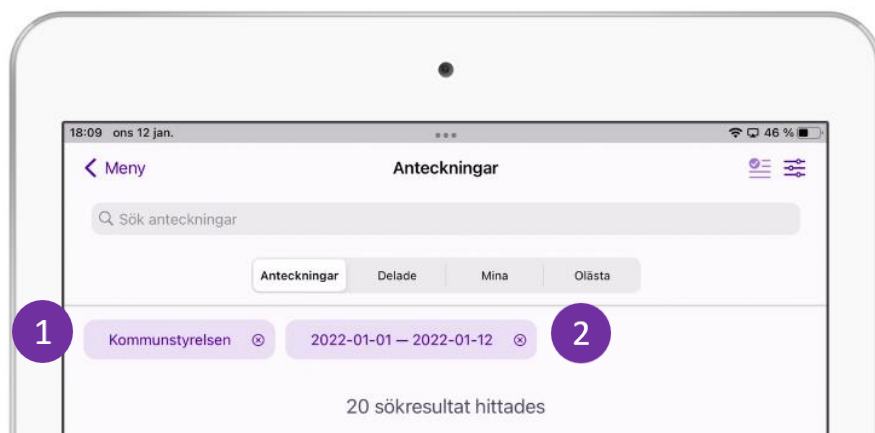 18:09 ons 12 jan. 46 %
Meny Anteckningar
Sök anteckningar
Anteckningar Delade Mina Olästa
1 Kommunstyrelsen 2022-01-01 — 2022-01-12 2
20 sökresultat hittades